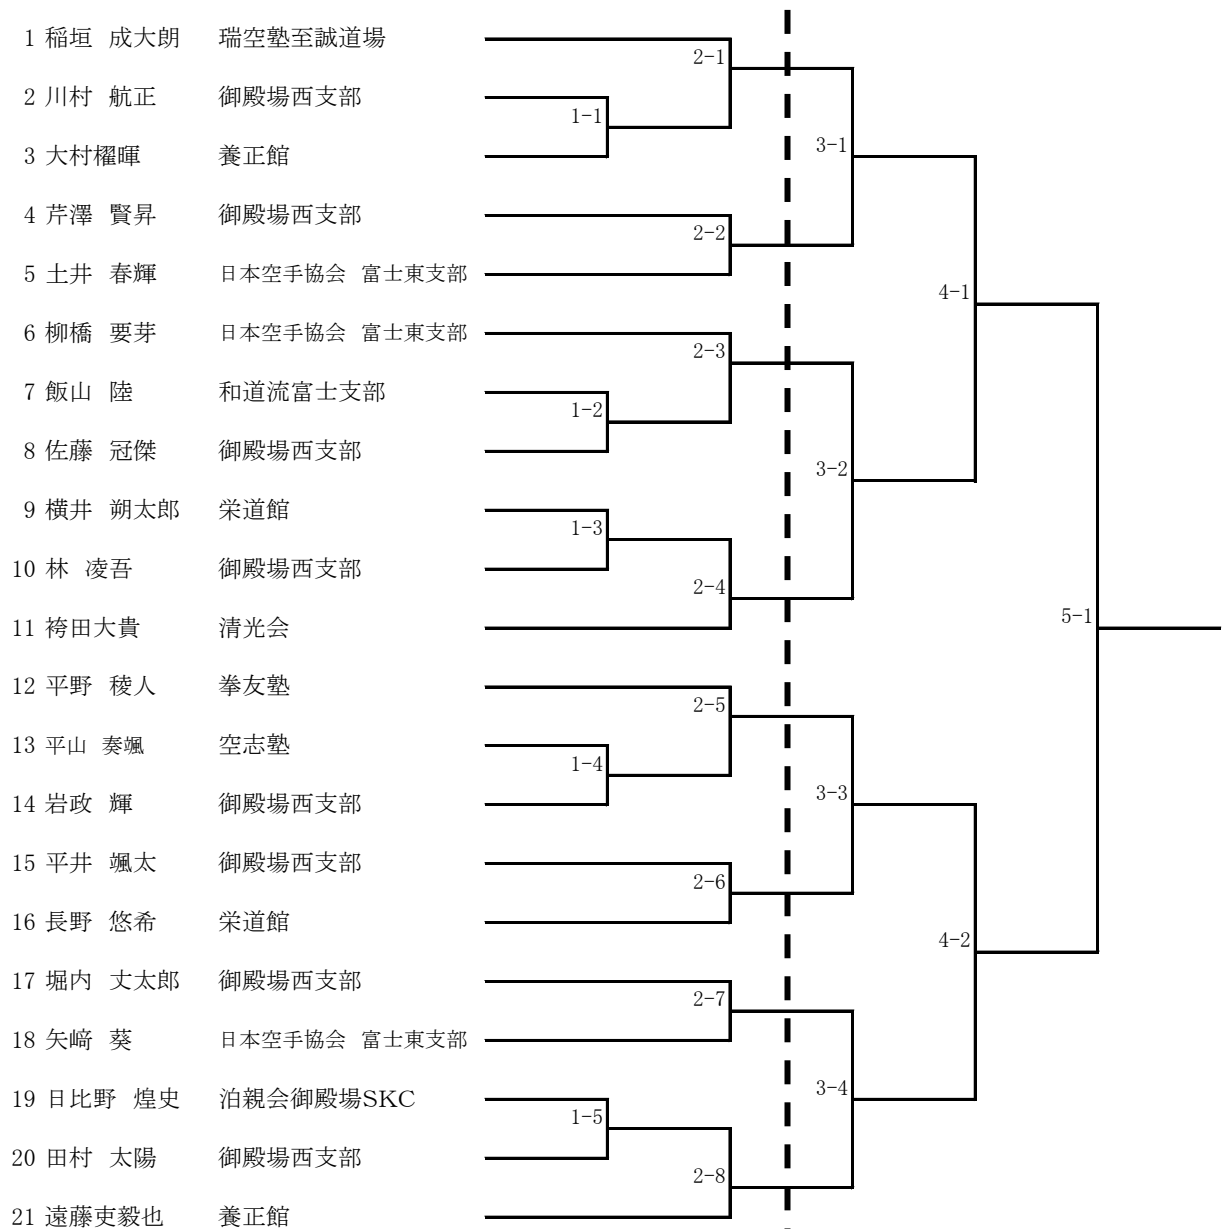 1 稲垣 成大朗 瑞空塾至誠道場
2-1
2 川村 航正 御殿場西支部
1-1
3 大村櫂暉 養正館
3-1
4 芹澤 賢昇 御殿場西支部
2-2
5 土井 春輝 日本空手協会 富士東支部
4-1
6 柳橋 要芽 日本空手協会 富士東支部
2-3
7 飯山 陸 和道流富士支部
1-2
8 佐藤 冠傑 御殿場西支部
3-2
9 横井 朔太郎 栄道館
1-3
10 林 凌吾 御殿場西支部
2-4
11 袴田大貴 清光会
5-1
12 平野 稜人 拳友塾
2-5
13 平山 奏颯 空志塾
1-4
14 岩政 輝 御殿場西支部
3-3
15 平井 颯太 御殿場西支部
2-6
16 長野 悠希 栄道館
4-2
17 堀内 丈太郎 御殿場西支部
2-7
18 矢﨑 葵 日本空手協会 富士東支部
3-4
19 日比野 煌史 泊親会御殿場SKC
1-5
20 田村 太陽 御殿場西支部
2-8
21 遠藤吏毅也 養正館